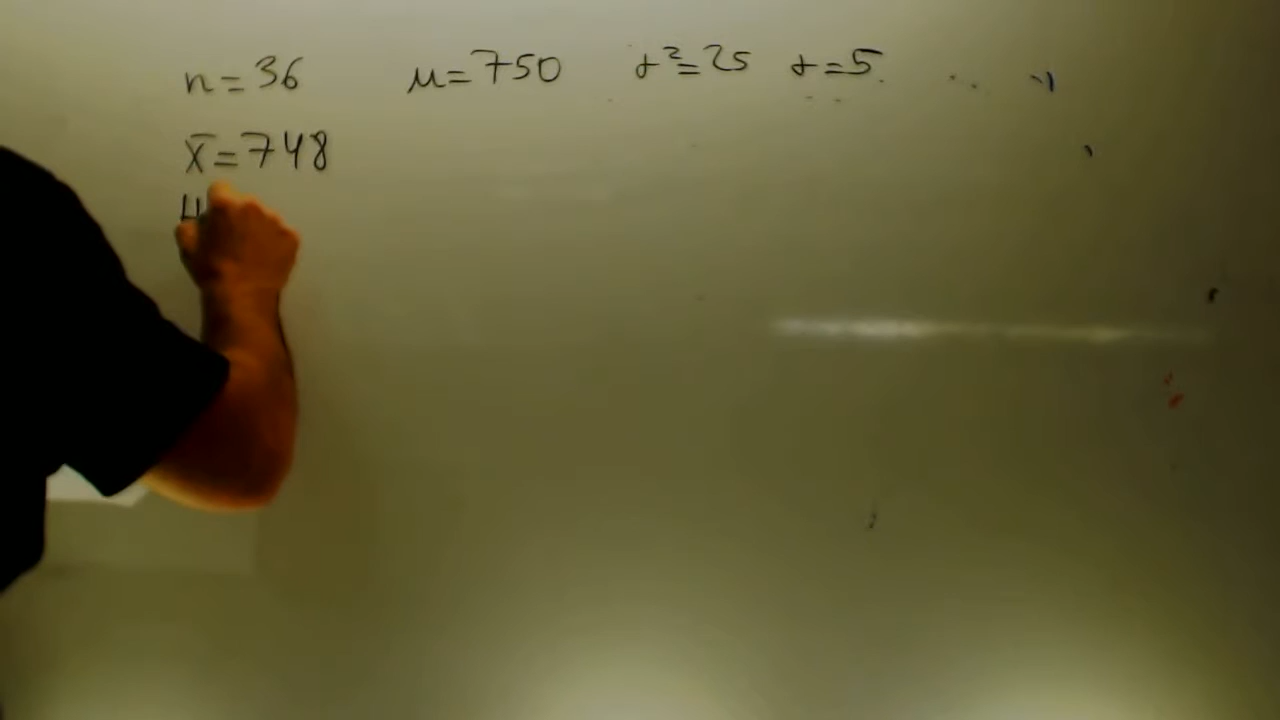 n = 36 μ = 750 σ² = 25 σ = 5
x̄ = 748
H